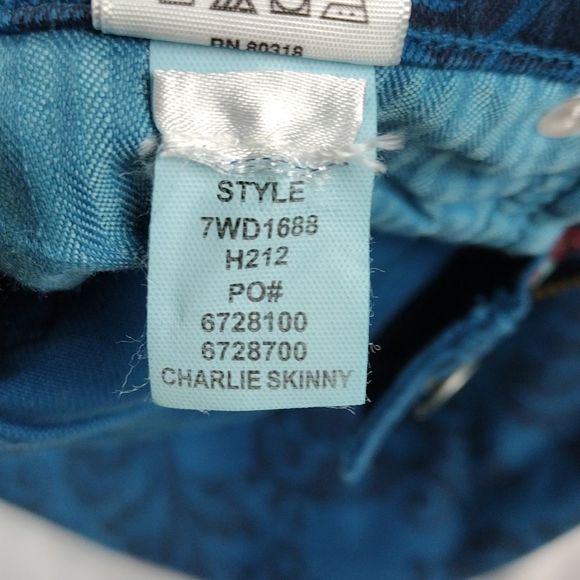 RN 80318
STYLE
7WD1688
H212
PO#
6728100
6728700
CHARLIE SKINNY